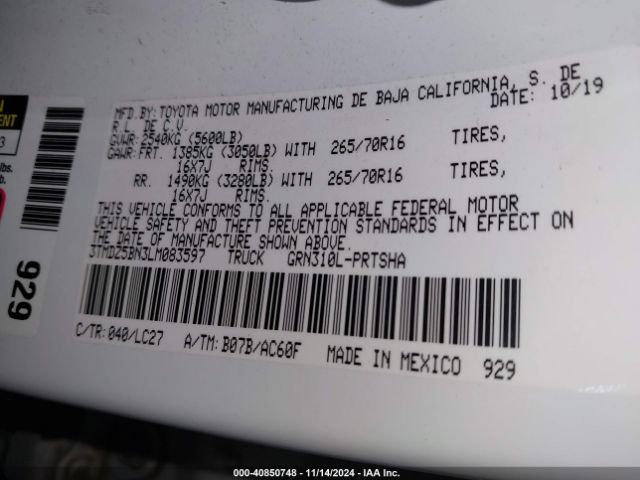 MFD.BY: TOYOTA MOTOR MANUFACTURING DE BAJA CALIFORNIA, S. DE
R L. DE C.V. DATE: 10/19
GVWR: 2540KG (5600LB)
GAWR: FRT. 1385KG (3050LB) WITH 265/70R16 TIRES,
16X7J RIMS.
RR. 1490KG (3280LB) WITH 265/70R16 TIRES,
16X7J RIMS.
THIS VEHICLE CONFORMS TO ALL APPLICABLE FEDERAL MOTOR
VEHICLE SAFETY AND THEFT PREVENTION STANDARDS IN EFFECT ON
THE DATE OF MANUFACTURE SHOWN ABOVE.
3TMDZ5BN3LM083597 TRUCK GRN310L-PRTSHA
C/TR: 040/LC27 A/TM: B07B/AC60F MADE IN MEXICO 929
929
lbs.
000-40850748 - 11/14/2024 - IAA Inc.